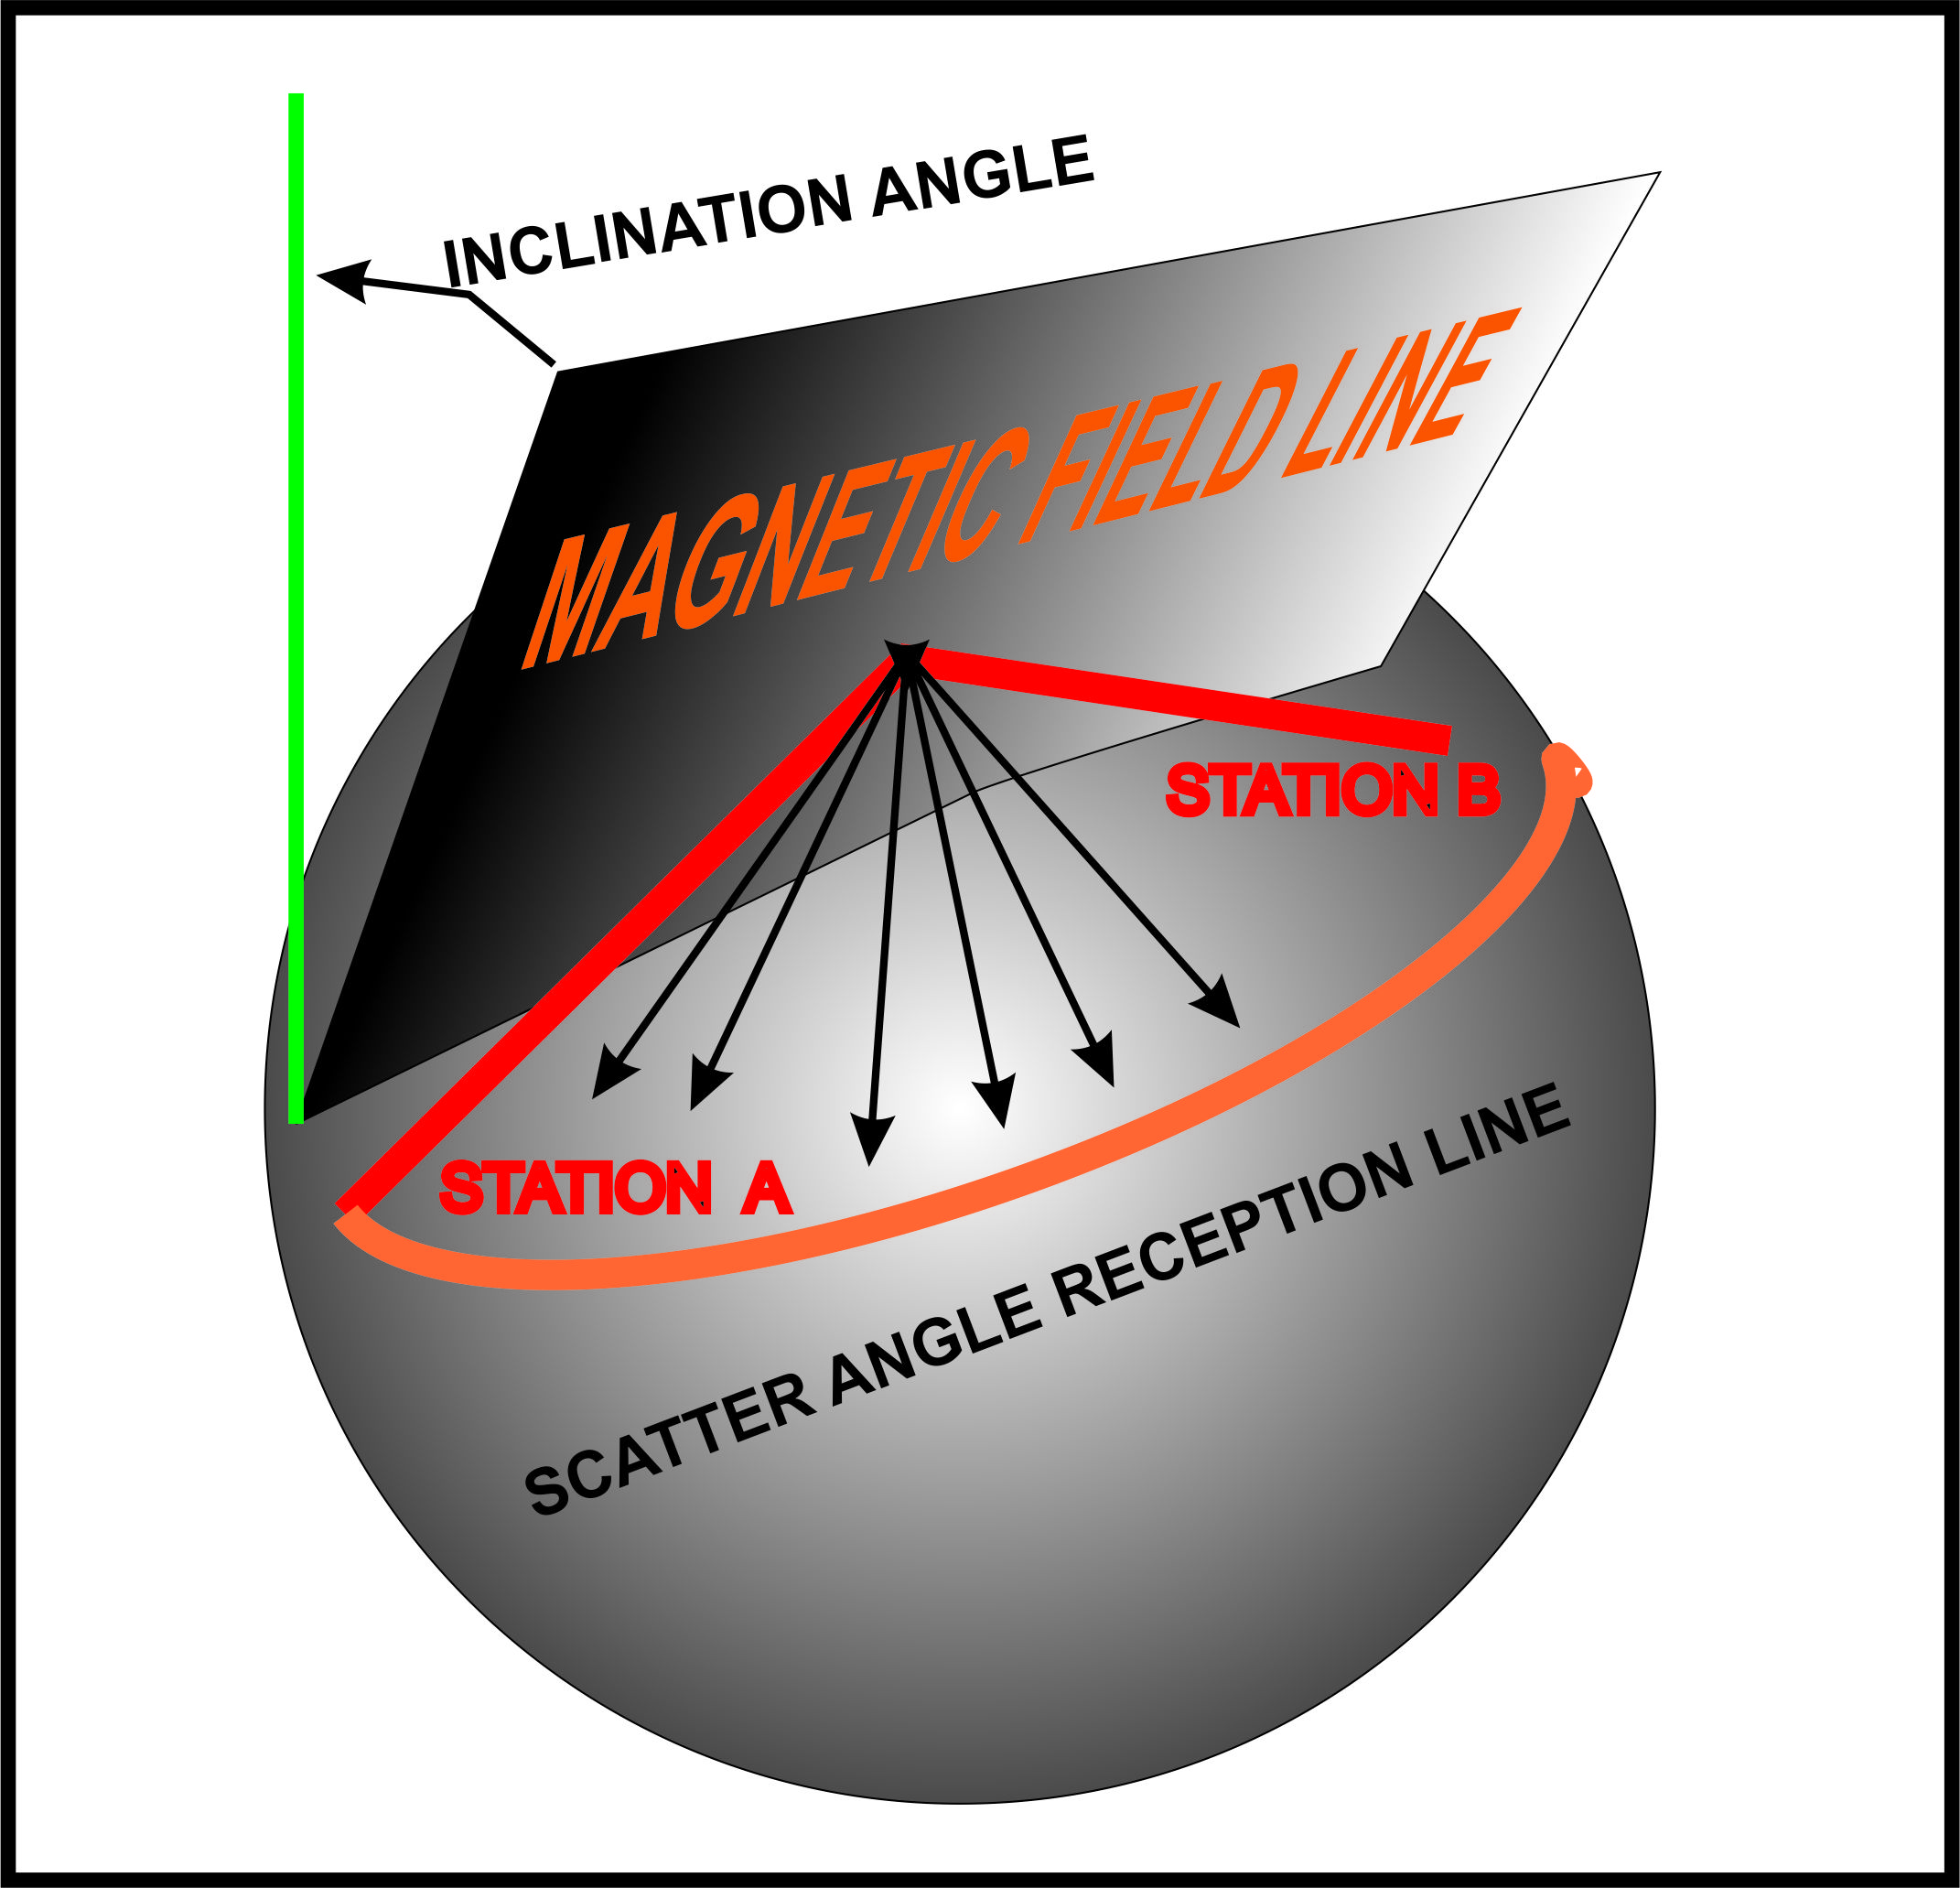 INCLINATION ANGLE
MAGNETIC FIELD LINE
STATION B
STATION A
SCATTER ANGLE RECEPTION LINE